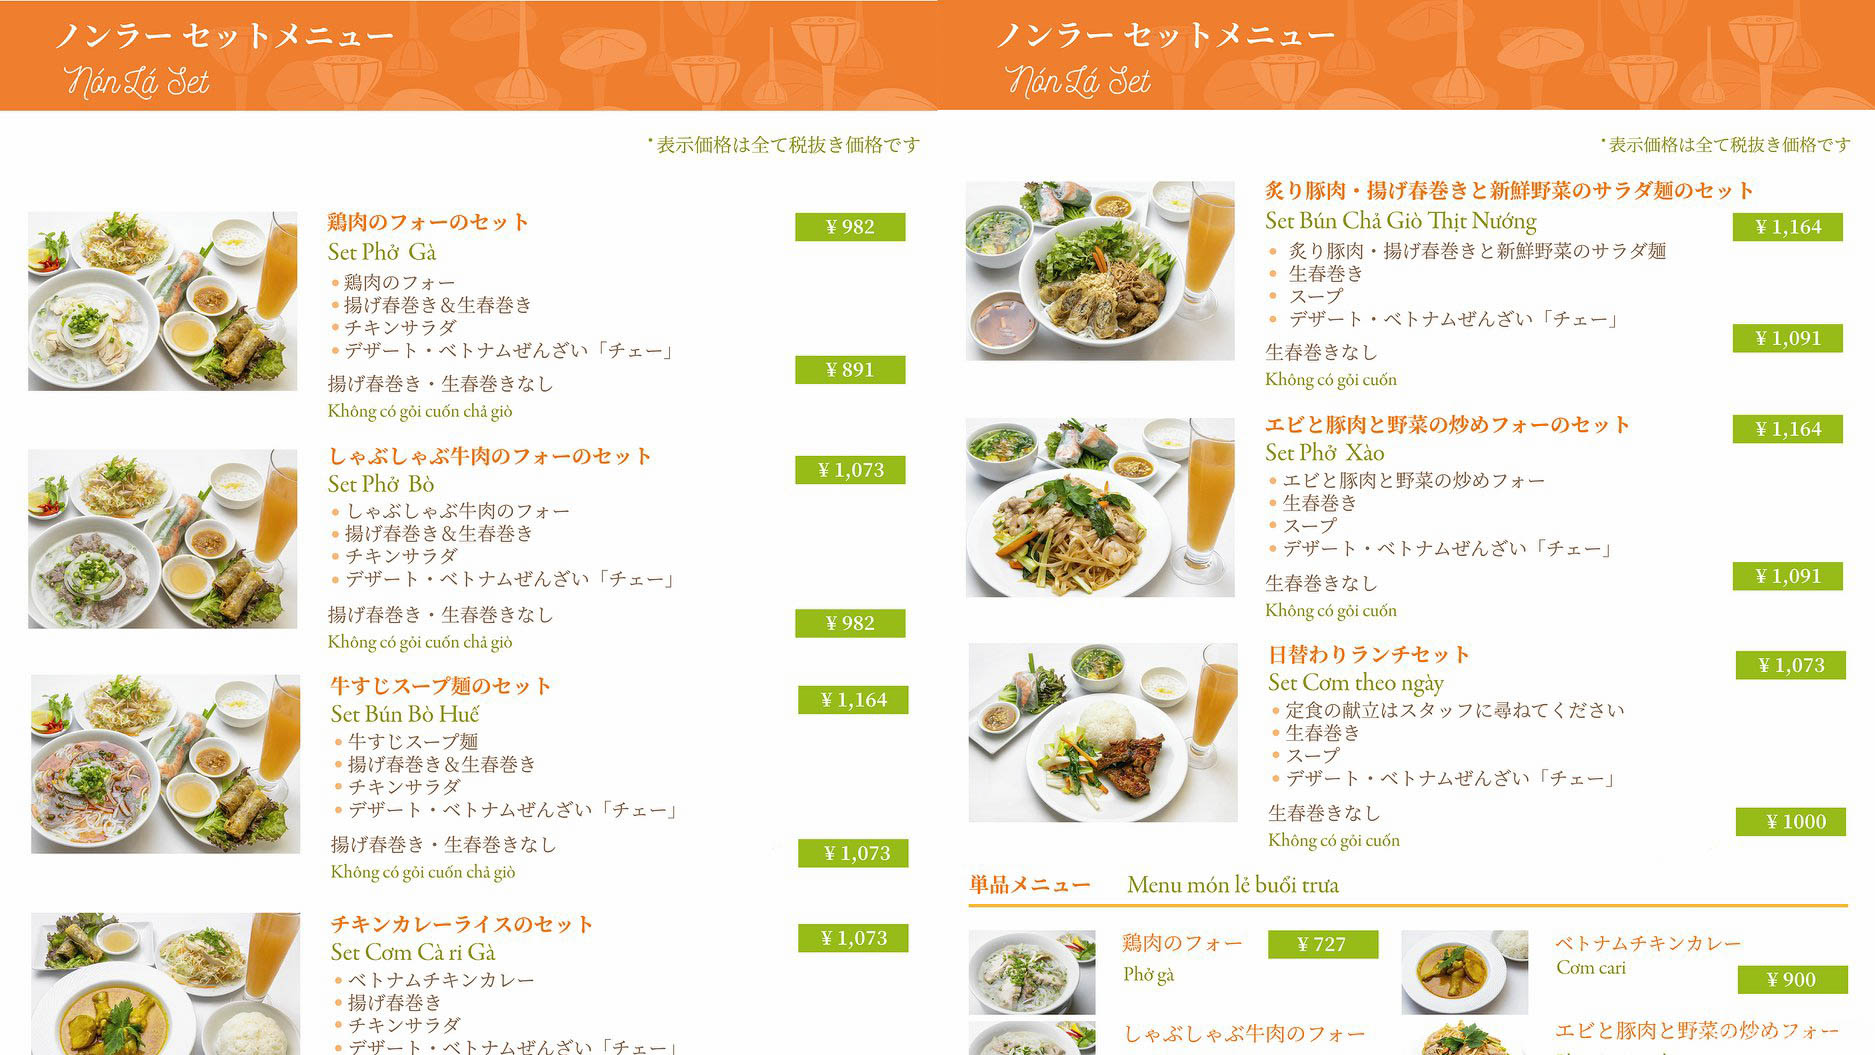 ノンラー セットメニュー
Nón Lá Set
*表示価格は全て税抜き価格です
鶏肉のフォーのセット
¥ 982
Set Phở Gà
•鶏肉のフォー
•揚げ春巻き&生春巻き
•チキンサラダ
•デザート・ベトナムぜんざい「チェー」
¥ 891
揚げ春巻き・生春巻きなし
Không có gỏi cuốn chả giò
しゃぶしゃぶ牛肉のフォーのセット
¥ 1,073
Set Phở Bò
•しゃぶしゃぶ牛肉のフォー
•揚げ春巻き&生春巻き
•チキンサラダ
•デザート・ベトナムぜんざい「チェー」
揚げ春巻き・生春巻きなし
¥ 982
Không có gỏi cuốn chả giò
牛すじスープ麺のセット
¥ 1,164
Set Bún Bò Huế
•牛すじスープ麺
•揚げ春巻き&生春巻き
•チキンサラダ
•デザート・ベトナムぜんざい「チェー」
揚げ春巻き・生春巻きなし
¥ 1,073
Không có gỏi cuốn chả giò
チキンカレーライスのセット
¥ 1,073
Set Cơm Cà ri Gà
•ベトナムチキンカレー
•揚げ春巻き
•チキンサラダ
•デザート・ベトナムぜんざい「チェー」
ノンラー セットメニュー
Nón Lá Set
*表示価格は全て税抜き価格です
炙り豚肉・揚げ春巻きと新鮮野菜のサラダ麺のセット
Set Bún Chả Giò Thịt Nướng
¥ 1,164
• 炙り豚肉・揚げ春巻きと新鮮野菜のサラダ麺
• 生春巻き
• スープ
• デザート・ベトナムぜんざい「チェー」
¥ 1,091
生春巻きなし
Không có gỏi cuốn
エビと豚肉と野菜の炒めフォーのセット
¥ 1,164
Set Phở Xào
•エビと豚肉と野菜の炒めフォー
•生春巻き
•スープ
•デザート・ベトナムぜんざい「チェー」
¥ 1,091
生春巻きなし
Không có gỏi cuốn
日替わりランチセット
¥ 1,073
Set Cơm theo ngày
•定食の献立はスタッフに尋ねてください
•生春巻き
•スープ
•デザート・ベトナムぜんざい「チェー」
生春巻きなし
¥ 1000
Không có gỏi cuốn
単品メニュー Menu món lẻ buổi trưa
鶏肉のフォー
¥ 727
Phở gà
ベトナムチキンカレー
Cơm cari
¥ 900
しゃぶしゃぶ牛肉のフォー
エビと豚肉と野菜の炒めフォー